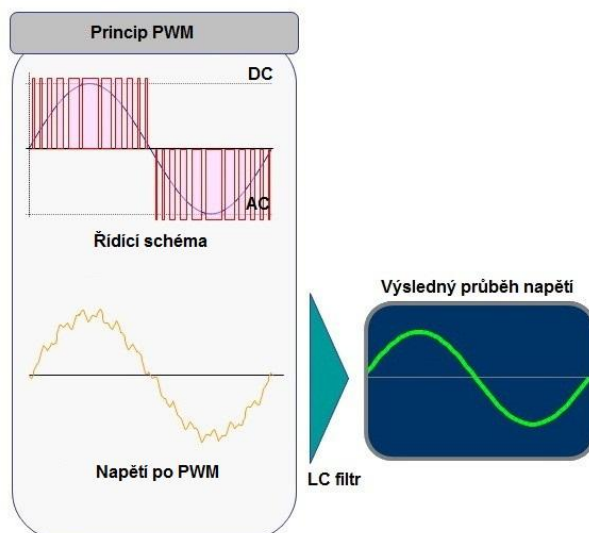 Princip PWM
DC
AC
Řídící schéma
Výsledný průběh napětí
Napětí po PWM
LC filtr